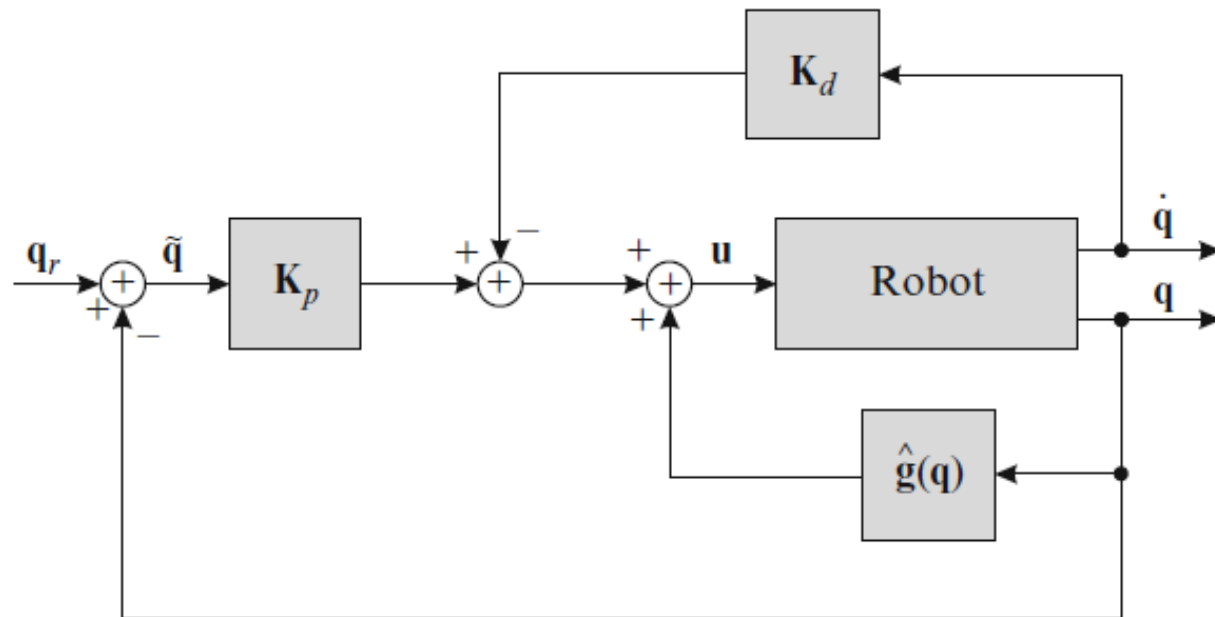 K_d
q_r
+
+
−
q̃
K_p
+
−
+
+
+
+
u
Robot
q̇
q
ĝ(q)